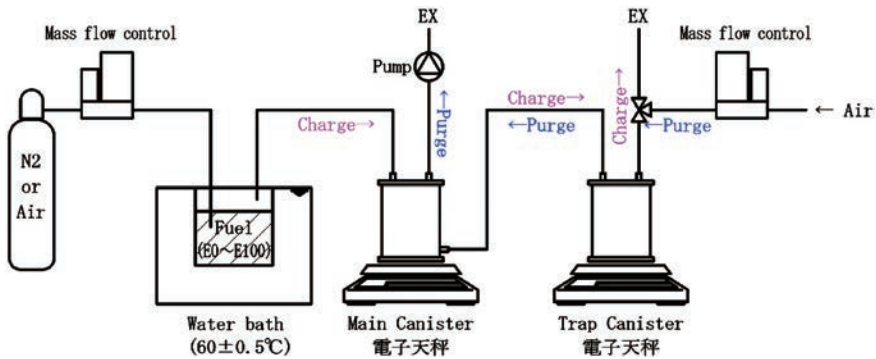 Mass flow control
N2
or
Air
Fuel
(E0～E100)
Water bath
(60±0.5℃)
Charge→
EX
Pump
←Purge
Main Canister
電子天秤
Charge→
←Purge
EX
Charge→
←Purge
Mass flow control
← Air
Trap Canister
電子天秤